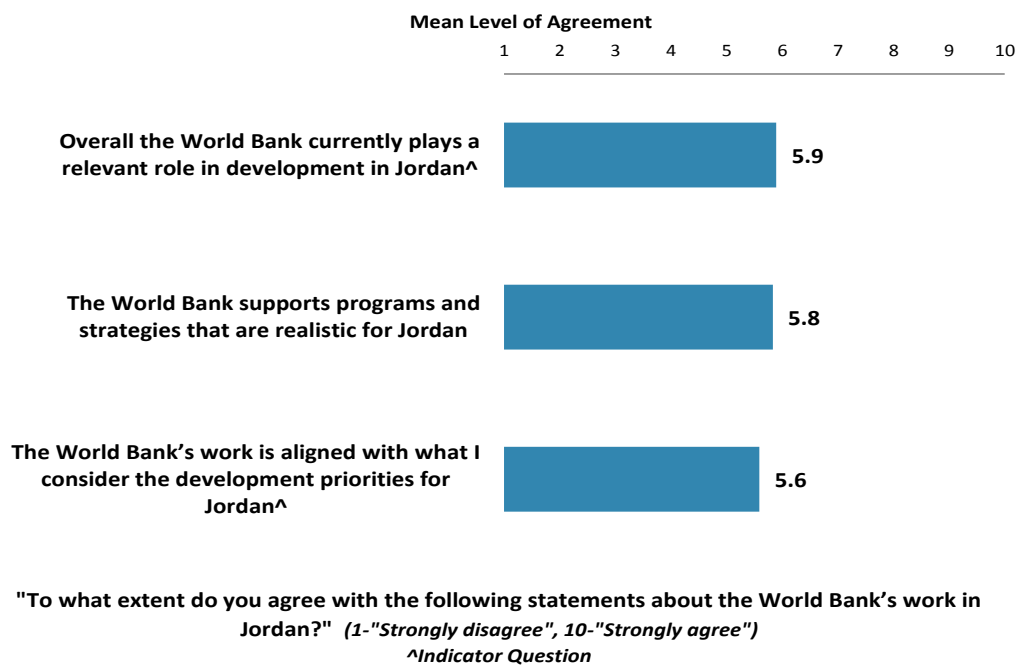 Mean Level of Agreement
1 2 3 4 5 6 7 8 9 10
Overall the World Bank currently plays a
relevant role in development in Jordan^
5.9
The World Bank supports programs and
strategies that are realistic for Jordan
5.8
The World Bank’s work is aligned with what I
consider the development priorities for
Jordan^
5.6
"To what extent do you agree with the following statements about the World Bank’s work in
Jordan?" (1-"Strongly disagree", 10-"Strongly agree")
^Indicator Question